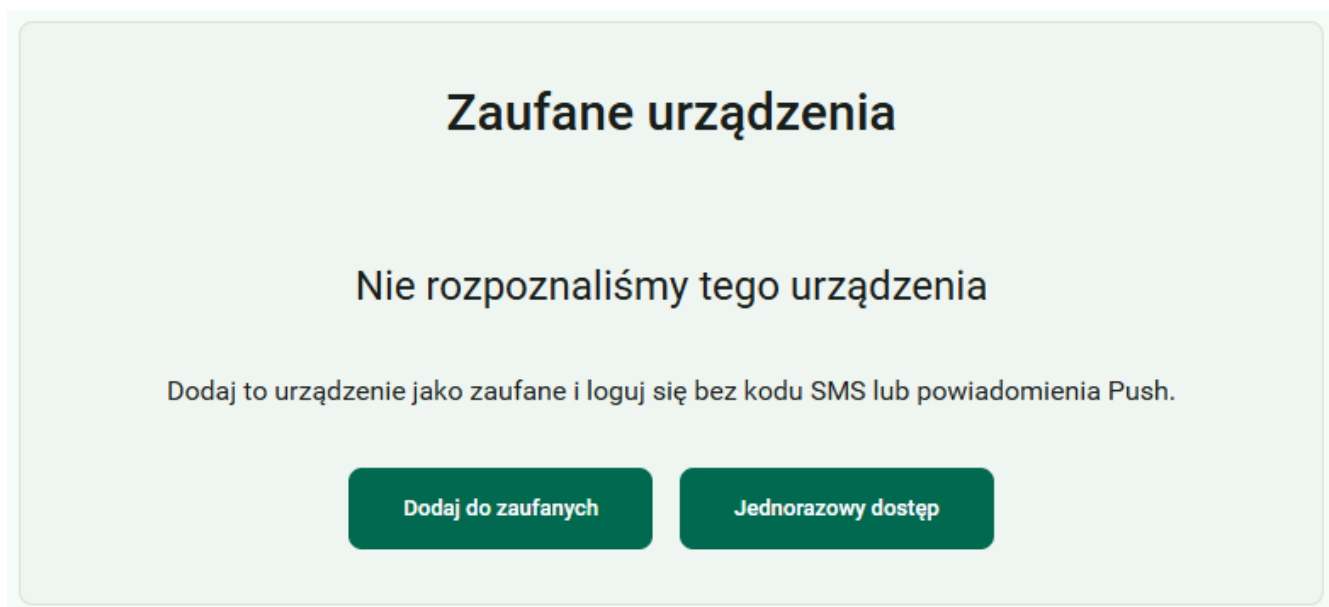 Zaufane urządzenia
Nie rozpoznaliśmy tego urządzenia
Dodaj to urządzenie jako zaufane i loguj się bez kodu SMS lub powiadomienia Push.
Dodaj do zaufanych
Jednorazowy dostęp